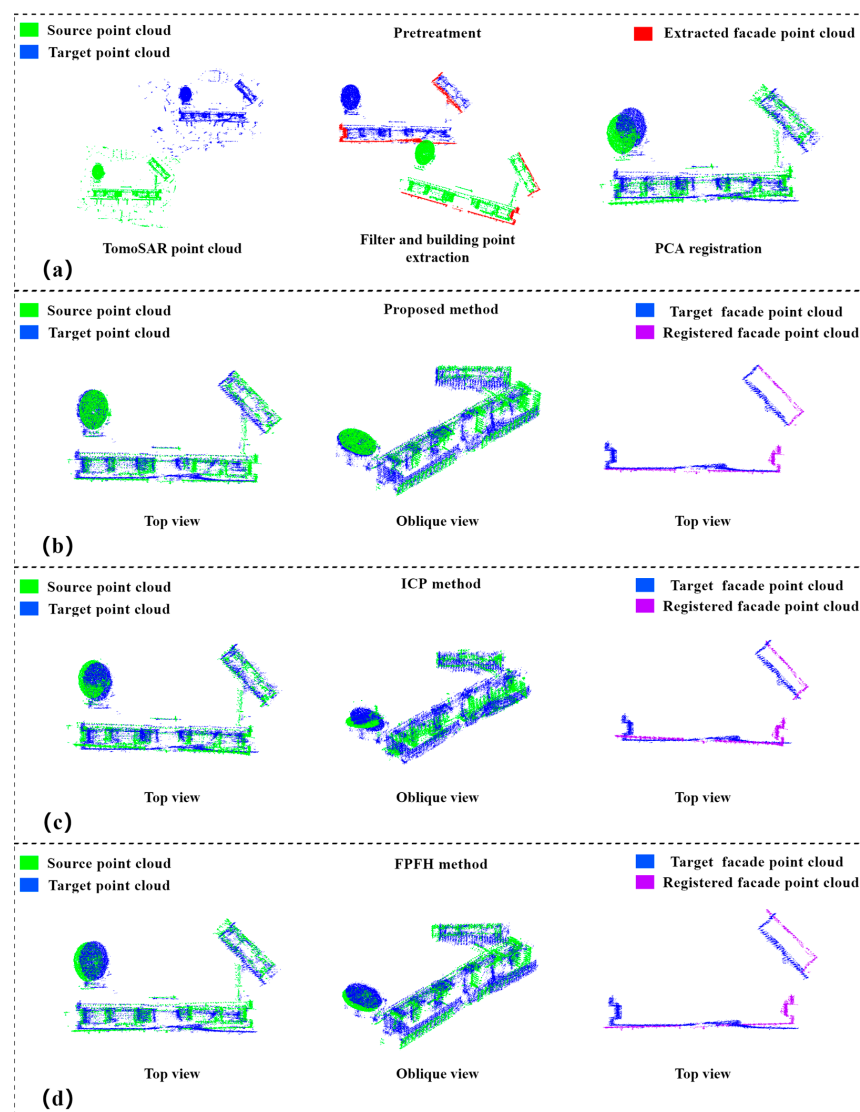 Source point cloud
Target point cloud
Pretreatment
Extracted facade point cloud
TomoSAR point cloud
Filter and building point
extraction
PCA registration
(a)
Source point cloud
Target point cloud
Proposed method
Target facade point cloud
Registered facade point cloud
Top view
Oblique view
Top view
(b)
Source point cloud
Target point cloud
ICP method
Target facade point cloud
Registered facade point cloud
Top view
Oblique view
Top view
(c)
Source point cloud
Target point cloud
FPFH method
Target facade point cloud
Registered facade point cloud
Top view
Oblique view
Top view
(d)